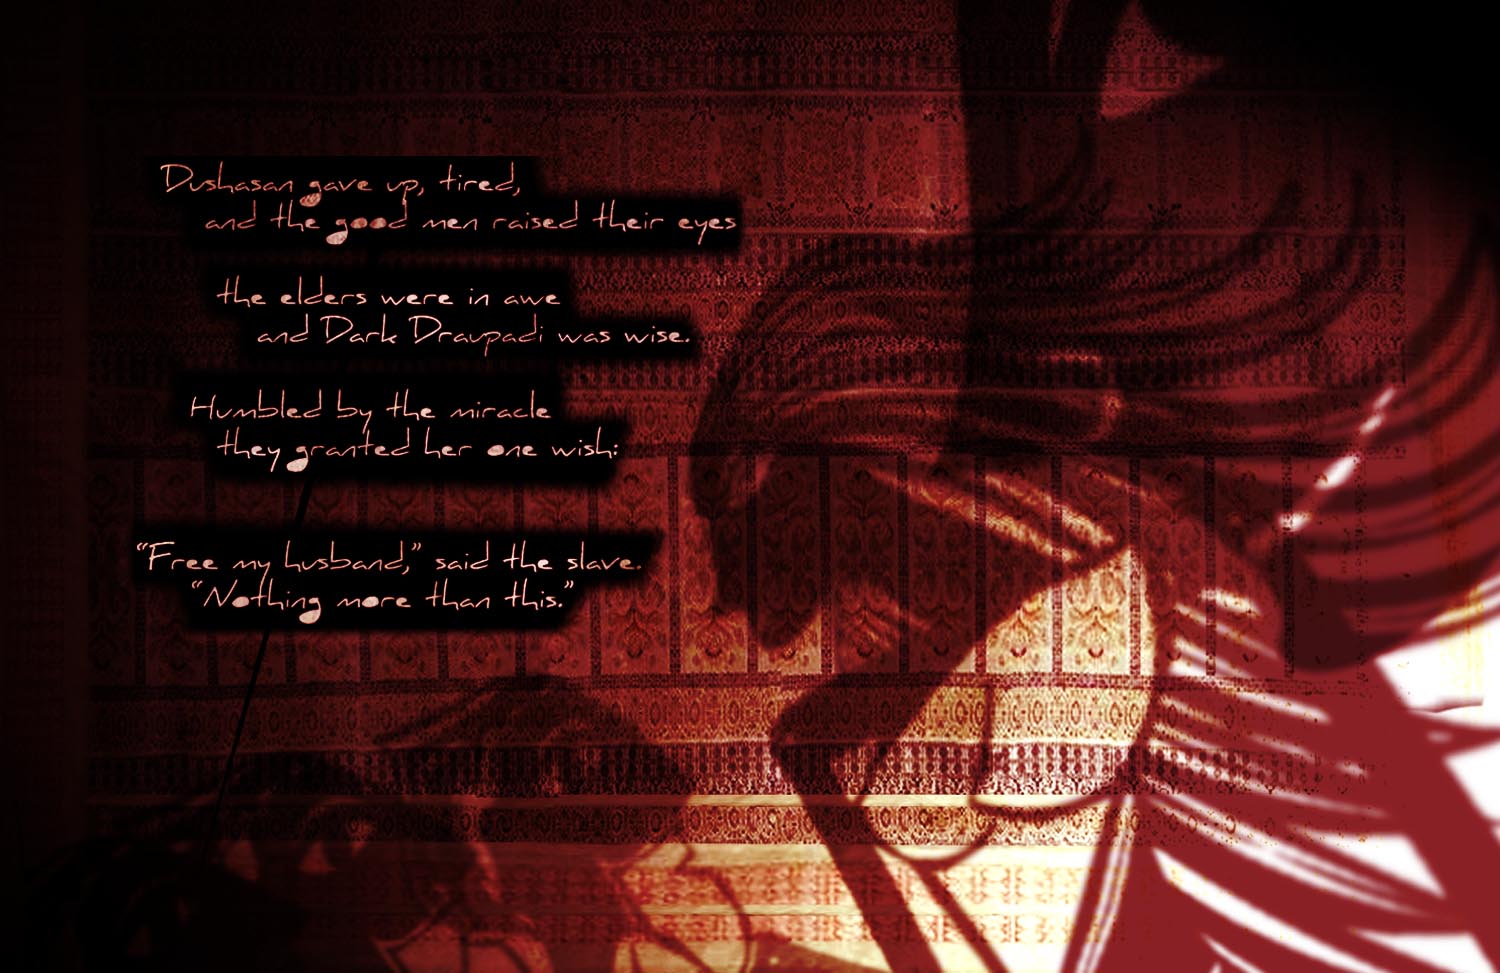 Dushasan gave up, tired,
and the good men raised their eyes
the elders were in awe
and Dark Draupadi was wise.
Humbled by the miracle
they granted her one wish:
“Free my husband,” said the slave.
“Nothing more than this.”